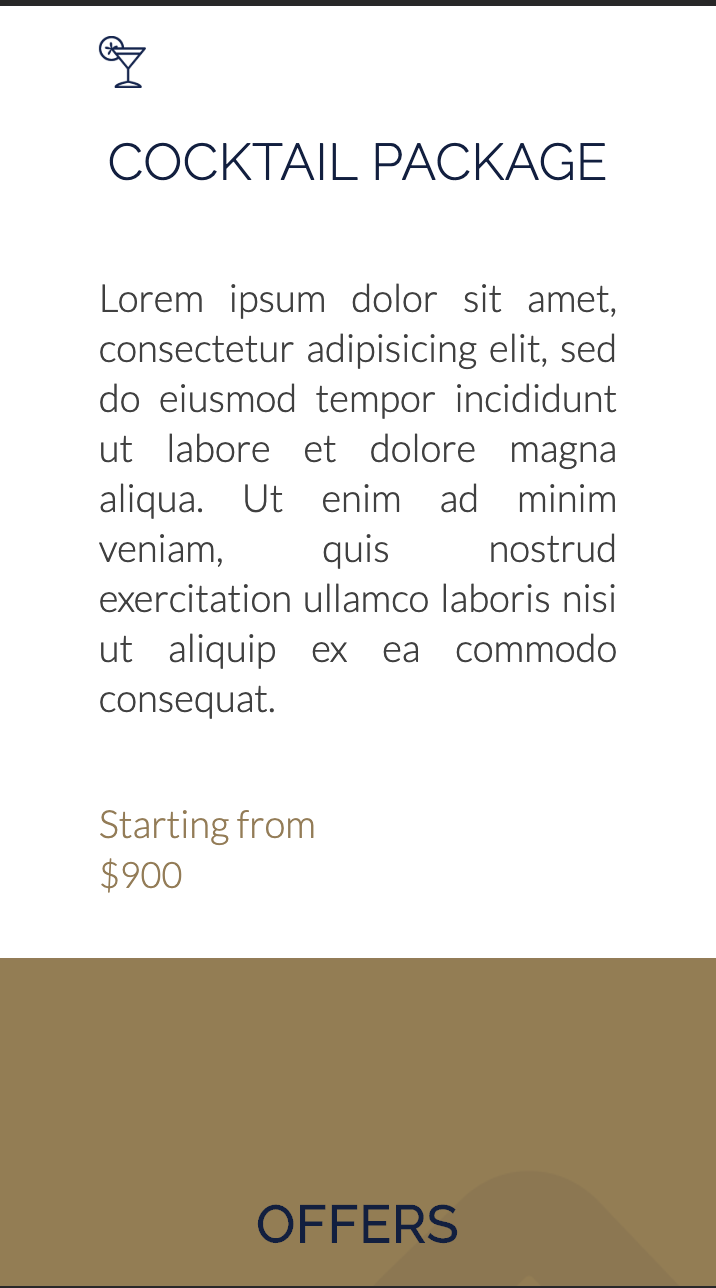 COCKTAIL PACKAGE
Lorem ipsum dolor sit amet,
consectetur adipisicing elit, sed
do eiusmod tempor incididunt
ut labore et dolore magna
aliqua. Ut enim ad minim
veniam, quis nostrud
exercitation ullamco laboris nisi
ut aliquip ex ea commodo
consequat.
Starting from
$900
OFFERS